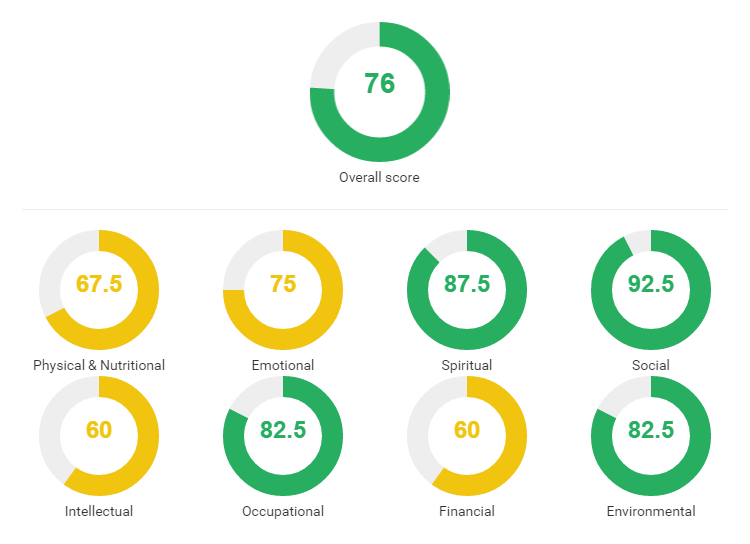 76
Overall score
67.5
75
87.5
92.5
Physical & Nutritional
Emotional
Spiritual
Social
60
82.5
60
82.5
Intellectual
Occupational
Financial
Environmental